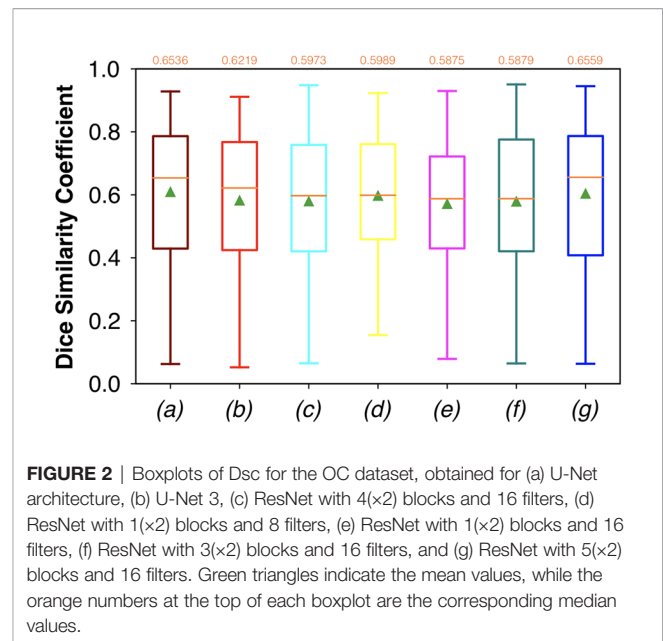 0.6536 0.6219 0.5973 0.5989 0.5875 0.5879 0.6559
1.0
0.8
0.6
0.4
0.2
0.0
Dice Similarity Coefficient
(a) (b) (c) (d) (e) (f) (g)
FIGURE 2 | Boxplots of Dsc for the OC dataset, obtained for (a) U-Net
architecture, (b) U-Net 3, (c) ResNet with 4(×2) blocks and 16 filters, (d)
ResNet with 1(×2) blocks and 8 filters, (e) ResNet with 1(×2) blocks and 16
filters, (f) ResNet with 3(×2) blocks and 16 filters, and (g) ResNet with 5(×2)
blocks and 16 filters. Green triangles indicate the mean values, while the
orange numbers at the top of each boxplot are the corresponding median
values.